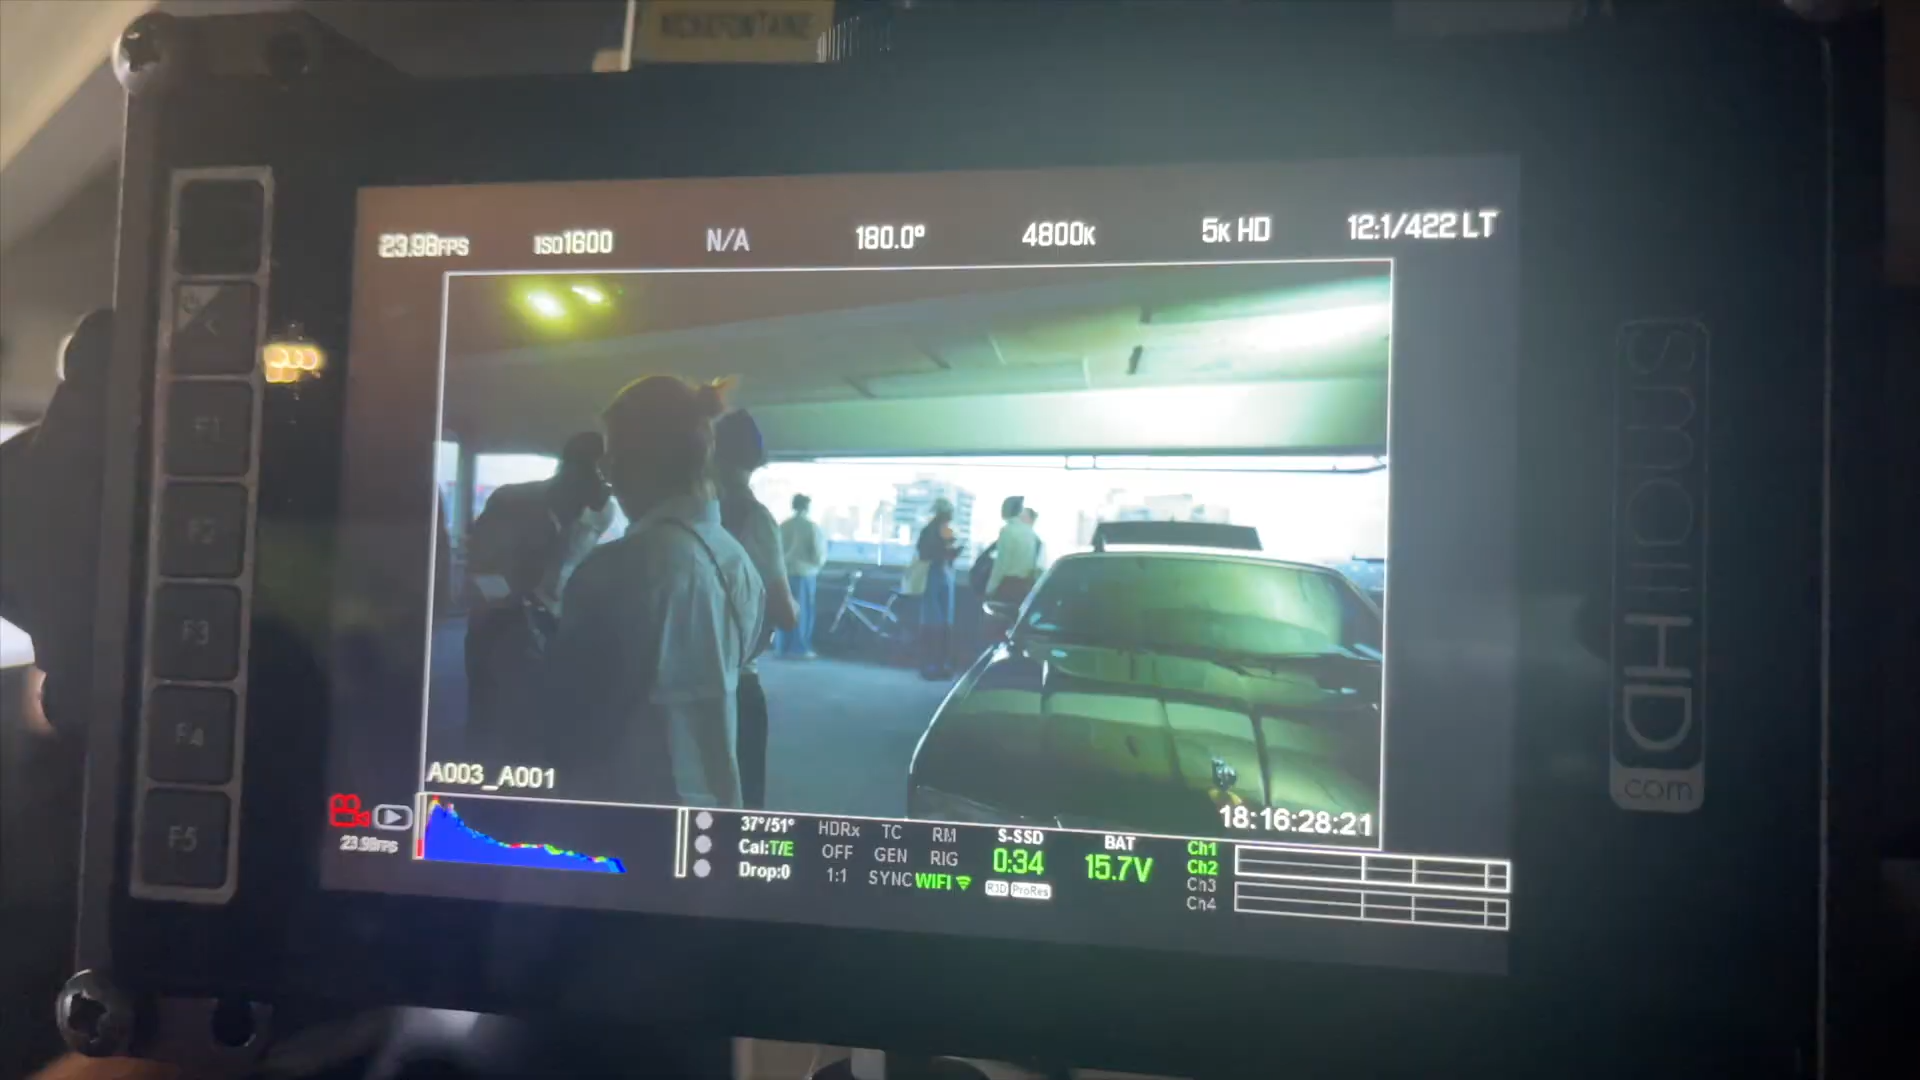 23.98FPS ISO1600 N/A 180.0° 4800K 5K HD 12:1/422 LT
<
F1
F2
F3
F4
F5
A003_A001
18:16:28:21
23.98FPS
37°/51° HDRx TC RM S-SSD BAT Ch1
Cal:T/E OFF GEN RIG 0:34 15.7V Ch2
Drop:0 1:1 SYNC WIFI R3D ProRes Ch3
Ch4
smallHD
.com